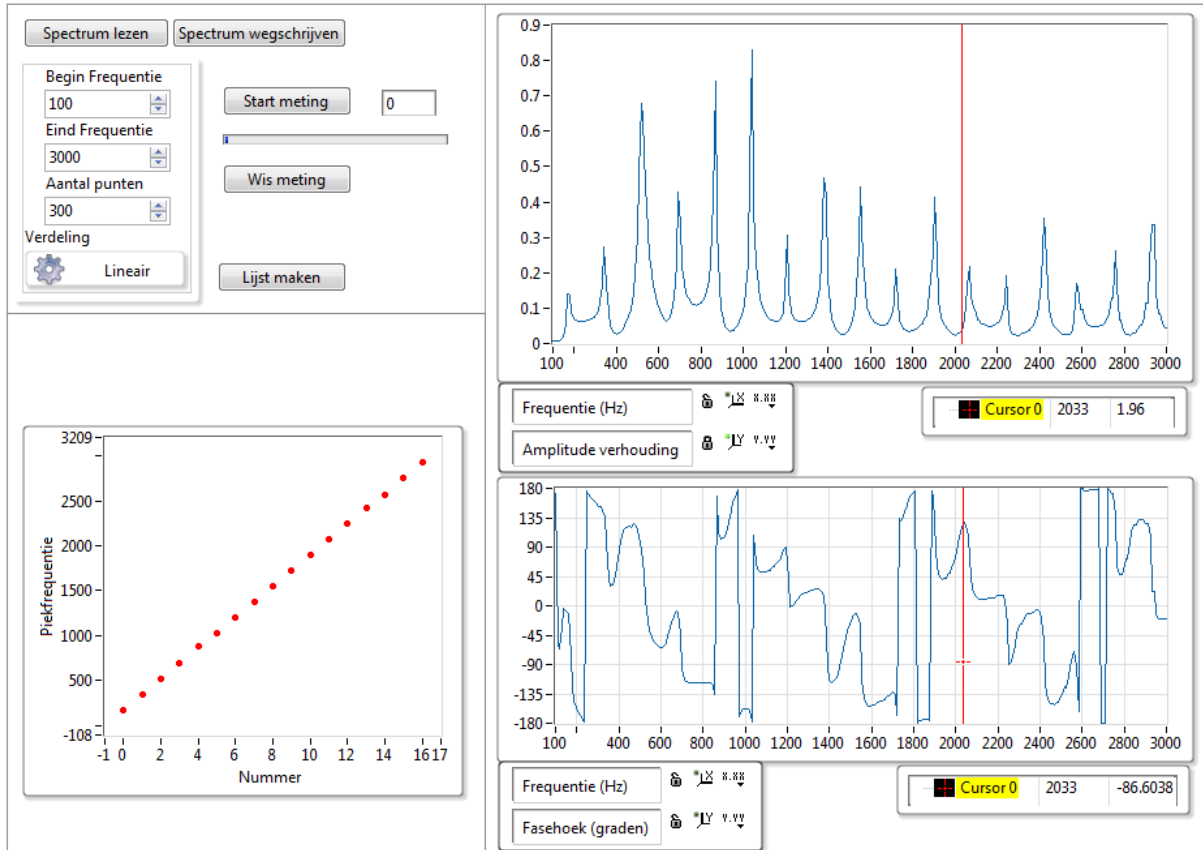 Spectrum lezen Spectrum wegschrijven
Begin Frequentie
100
Eind Frequentie
3000
Aantal punten
300
Verdeling
Lineair
Start meting 0
Wis meting
Lijst maken
0.9
0.8
0.7
0.6
0.5
0.4
0.3
0.2
0.1
0
100 400 600 800 1000 1200 1400 1600 1800 2000 2200 2400 2600 2800 3000
Frequentie (Hz)
Amplitude verhouding
Cursor 0 2033 1.96
3209
2500
2000
1500
1000
500
-108
Piekfrequentie
-1 0 2 4 6 8 10 12 14 16 17
Nummer
180
135
90
45
0
-45
-90
-135
-180
100 400 600 800 1000 1200 1400 1600 1800 2000 2200 2400 2600 2800 3000
Frequentie (Hz)
Fasehoek (graden)
Cursor 0 2033 -86.6038